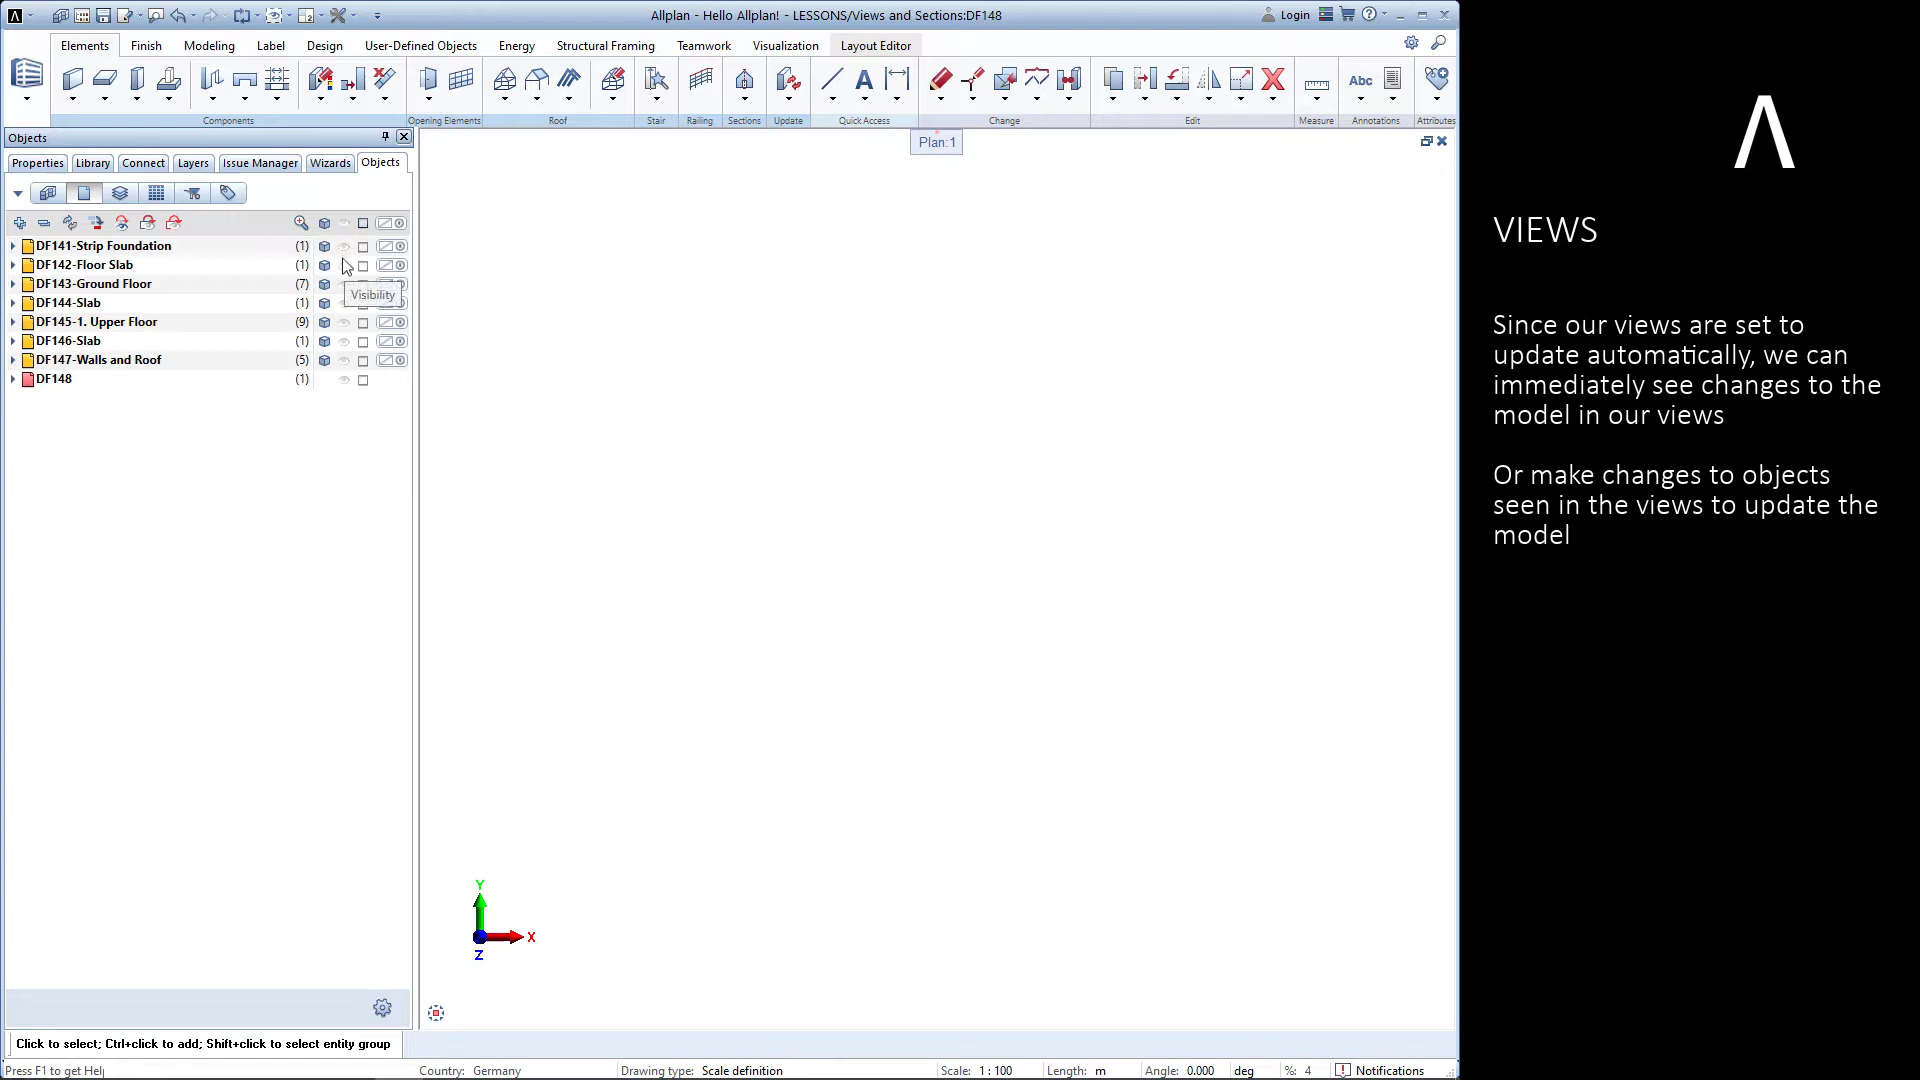 Allplan - Hello Allplan! - LESSONS/Views and Sections:DF148
Login
Elements Finish Modeling Label Design User-Defined Objects Energy Structural Framing Teamwork Visualization Layout Editor
Abc
Components Opening Elements Roof Stair Railing Sections Update Quick Access Change Edit Measure Annotations Attributes
Objects
Plan:1
Properties Library Connect Layers Issue Manager Wizards Objects
DF141-Strip Foundation (1)
DF142-Floor Slab (1)
DF143-Ground Floor (7)
Visibility
DF144-Slab (1)
DF145-1. Upper Floor (9)
DF146-Slab (1)
DF147-Walls and Roof (5)
DF148 (1)
Y
X
Z
Click to select; Ctrl+click to add; Shift+click to select entity group
Press F1 to get Hel
Country: Germany Drawing type: Scale definition Scale: 1 : 100 Length: m Angle: 0.000 deg %: 4 Notifications
VIEWS
Since our views are set to
update automatically, we can
immediately see changes to the
model in our views
Or make changes to objects
seen in the views to update the
model